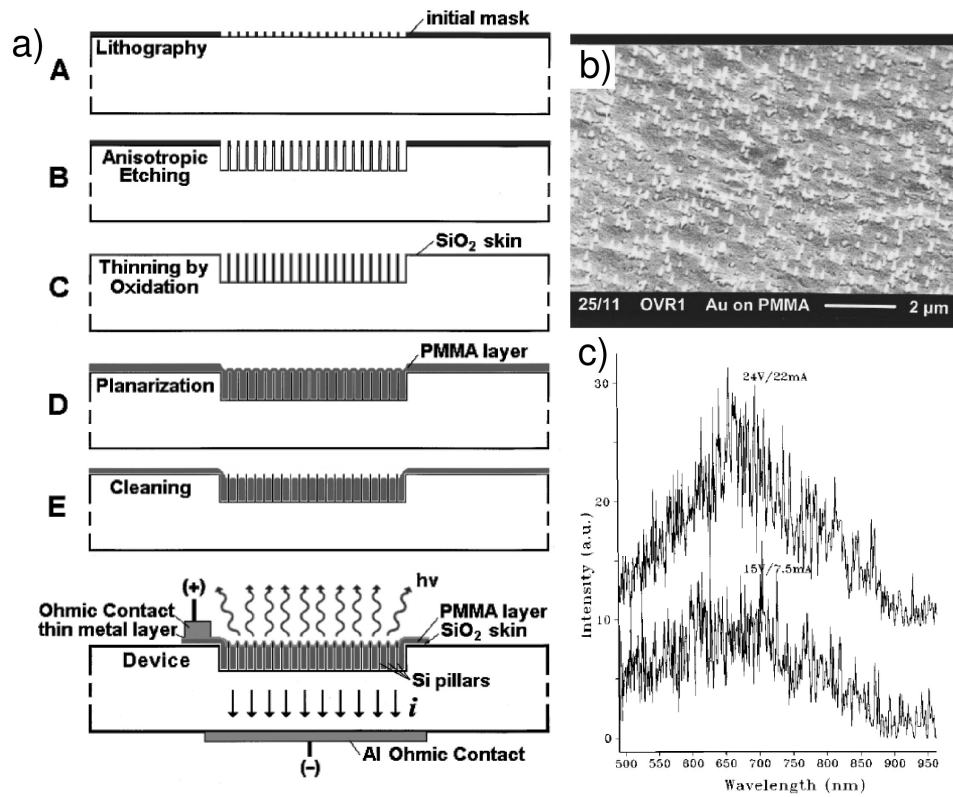 a)
initial mask
Lithography
A
Anisotropic
Etching
B
SiO₂ skin
Thinning by
Oxidation
C
PMMA layer
Planarization
D
Cleaning
E
(+)
hν
Ohmic Contact
thin metal layer
PMMA layer
SiO₂ skin
Device
Si pillars
i
Al Ohmic Contact
(−)
b)
25/11 OVR1 Au on PMMA 2 μm
c)
30
24V/22mA
20
15V/7.5mA
10
0
Intensity (a.u.)
500 550 600 650 700 750 800 850 900 950
Wavelength (nm)